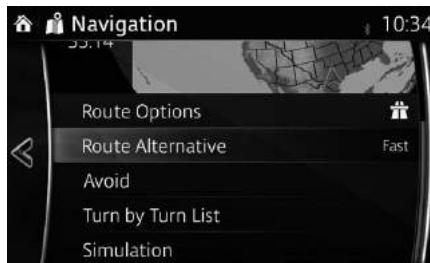 Navigation 10:34
Route Options
Route Alternative Fast
Avoid
Turn by Turn List
Simulation